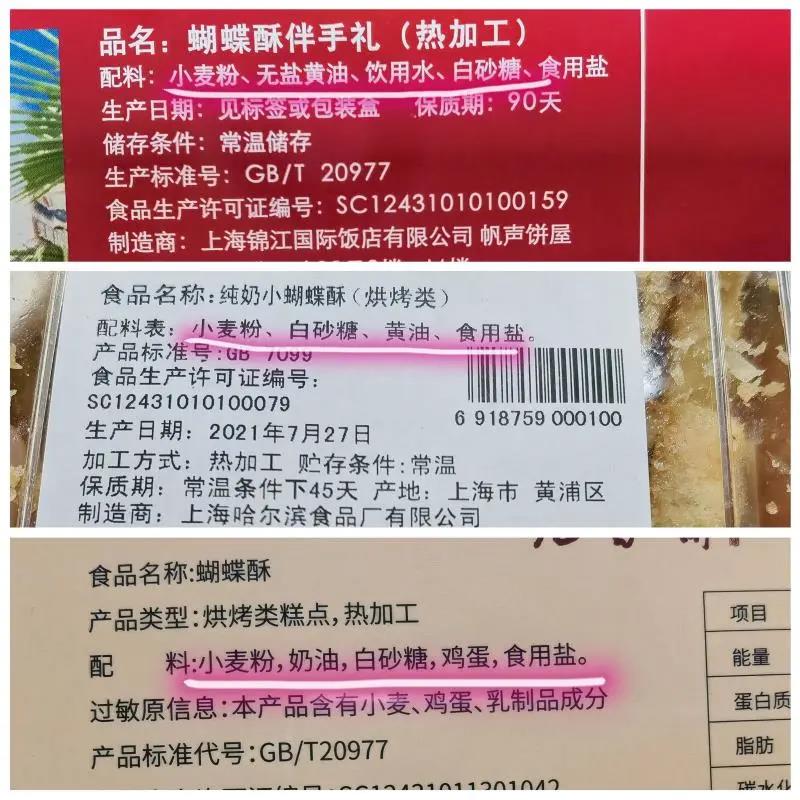 品名：蝴蝶酥伴手礼（热加工）
配料：小麦粉、无盐黄油、饮用水、白砂糖、食用盐
生产日期：见标签或包装盒 保质期：90天
储存条件：常温储存
生产标准号：GB/T 20977
食品生产许可证编号：SC12431010100159
制造商：上海锦江国际饭店有限公司 帆声饼屋
食品名称：纯奶小蝴蝶酥（烘烤类）
配料表：小麦粉、白砂糖、黄油、食用盐。
产品标准号：GB 7099
食品生产许可证编号：
SC12431010100079
6 918759 000100
生产日期：2021年7月27日
加工方式：热加工 贮存条件：常温
保质期：常温条件下45天 产地：上海市 黄浦区
制造商：上海哈尔滨食品厂有限公司
食品名称:蝴蝶酥
产品类型：烘烤类糕点，热加工
配 料:小麦粉，奶油，白砂糖，鸡蛋，食用盐。
过敏原信息：本产品含有小麦、鸡蛋、乳制品成分
产品标准代号：GB/T20977
项目
能量
蛋白质
脂肪